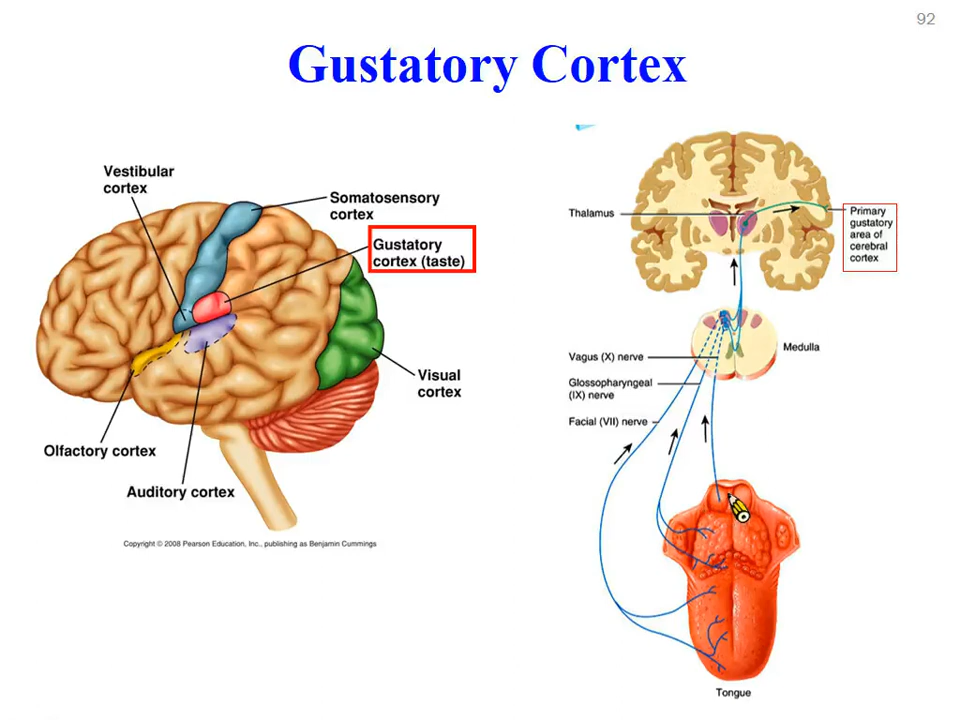 92
Gustatory Cortex
Vestibular
cortex
Somatosensory
cortex
Gustatory
cortex (taste)
Visual
cortex
Olfactory cortex
Auditory cortex
Copyright © 2008 Pearson Education, Inc., publishing as Benjamin Cummings
Thalamus
Primary
gustatory
area of
cerebral
cortex
Medulla
Vagus (X) nerve
Glossopharyngeal
(IX) nerve
Facial (VII) nerve
Tongue